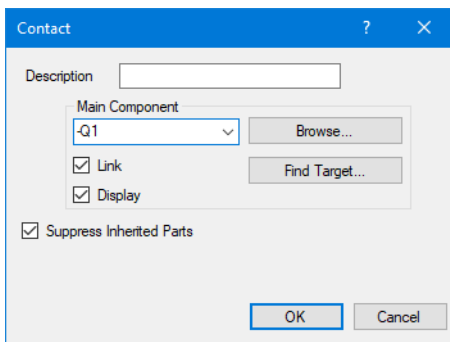 Contact
Description
Main Component
-Q1
Browse...
Link
Find Target...
Display
Suppress Inherited Parts
OK
Cancel